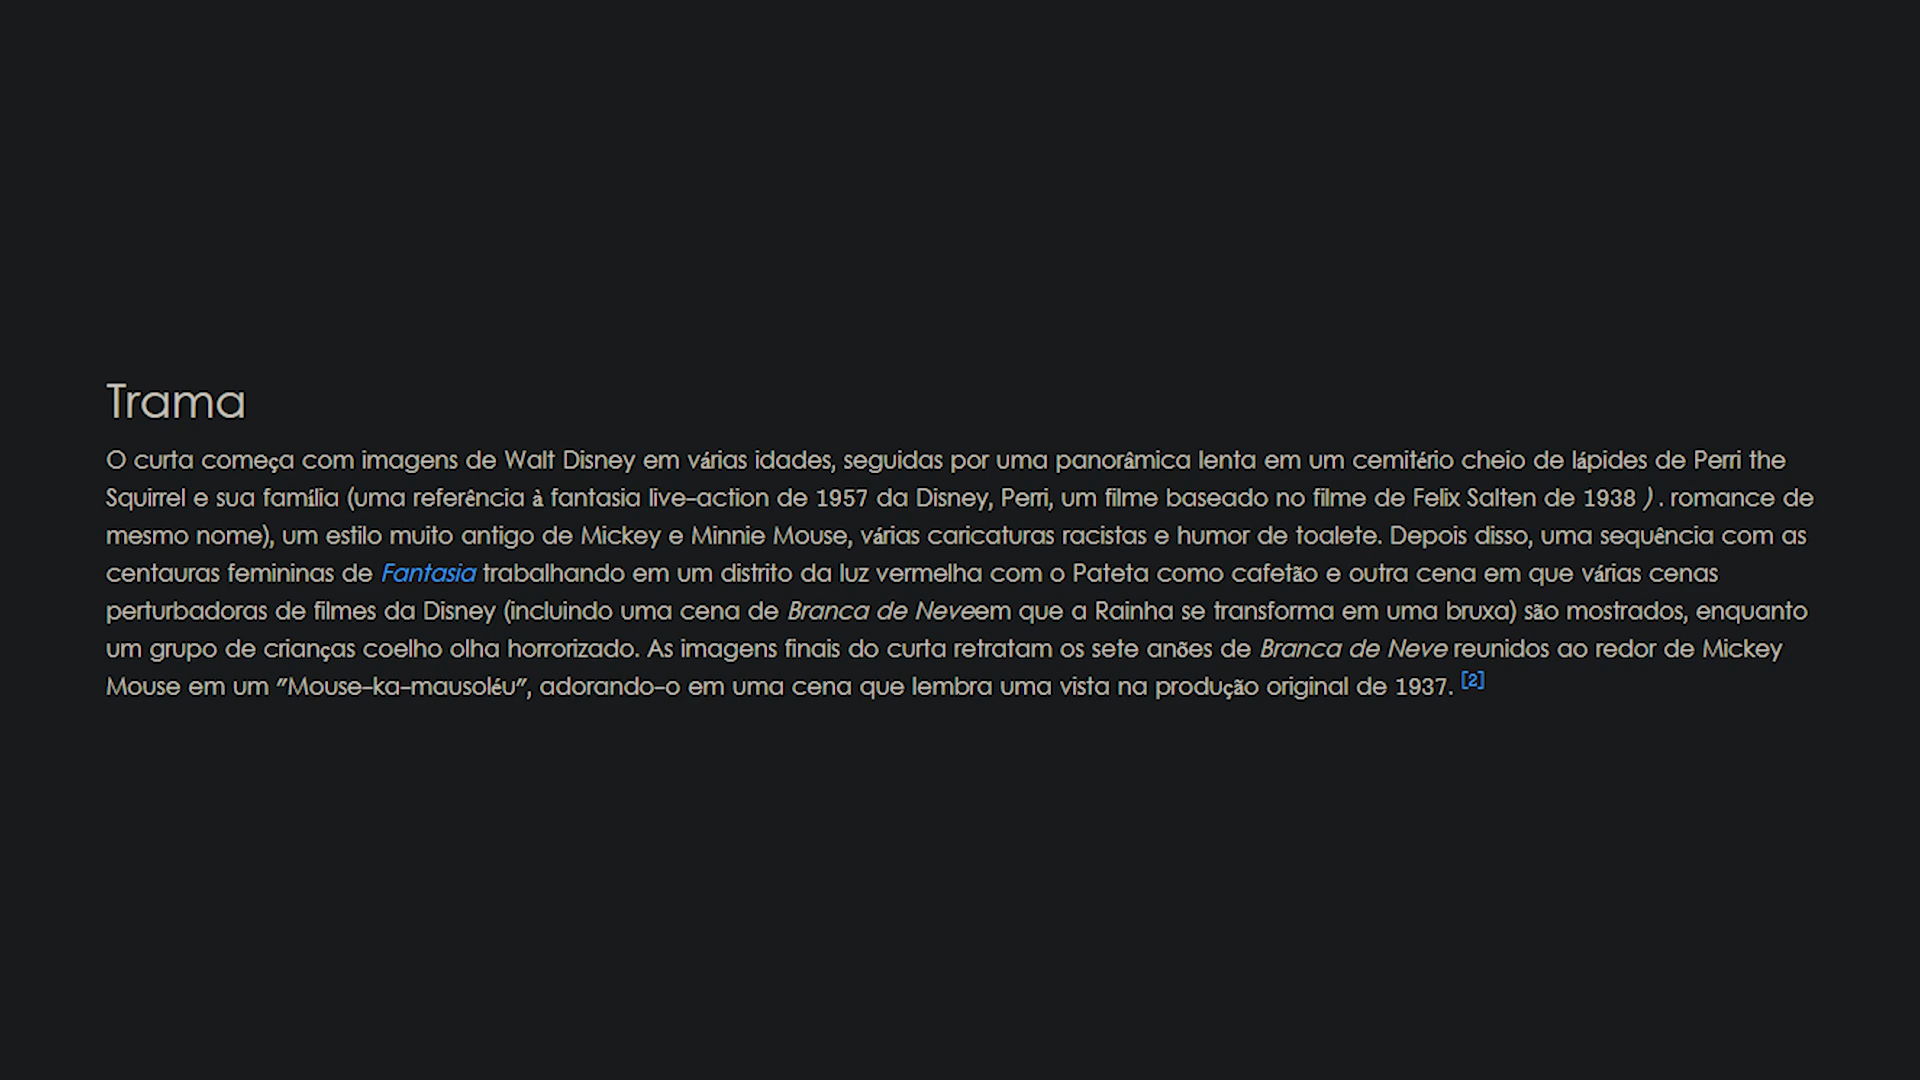 Trama
O curta começa com imagens de Walt Disney em várias idades, seguidas por uma panorâmica lenta em um cemitério cheio de lápides de Perri the
Squirrel e sua família (uma referência à fantasia live-action de 1957 da Disney, Perri, um filme baseado no filme de Felix Salten de 1938 ) . romance de
mesmo nome), um estilo muito antigo de Mickey e Minnie Mouse, várias caricaturas racistas e humor de toalete. Depois disso, uma sequência com as
centauras femininas de Fantasia trabalhando em um distrito da luz vermelha com o Pateta como cafetão e outra cena em que várias cenas
perturbadoras de filmes da Disney (incluindo uma cena de Branca de Neveem que a Rainha se transforma em uma bruxa) são mostrados, enquanto
um grupo de crianças coelho olha horrorizado. As imagens finais do curta retratam os sete anões de Branca de Neve reunidos ao redor de Mickey
Mouse em um "Mouse-ka-mausoléu", adorando-o em uma cena que lembra uma vista na produção original de 1937. [2]